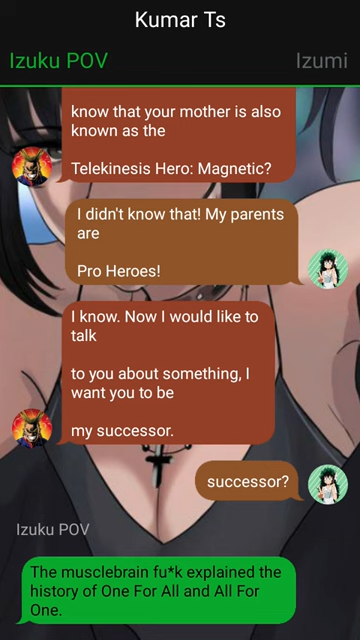 Kumar Ts
Izuku POV
Izumi
know that your mother is also
known as the
Telekinesis Hero: Magnetic?
I didn't know that! My parents
are
Pro Heroes!
I know. Now I would like to
talk
to you about something, I
want you to be
my successor.
successor?
Izuku POV
The musclebrain fu*k explained the
history of One For All and All For
One.